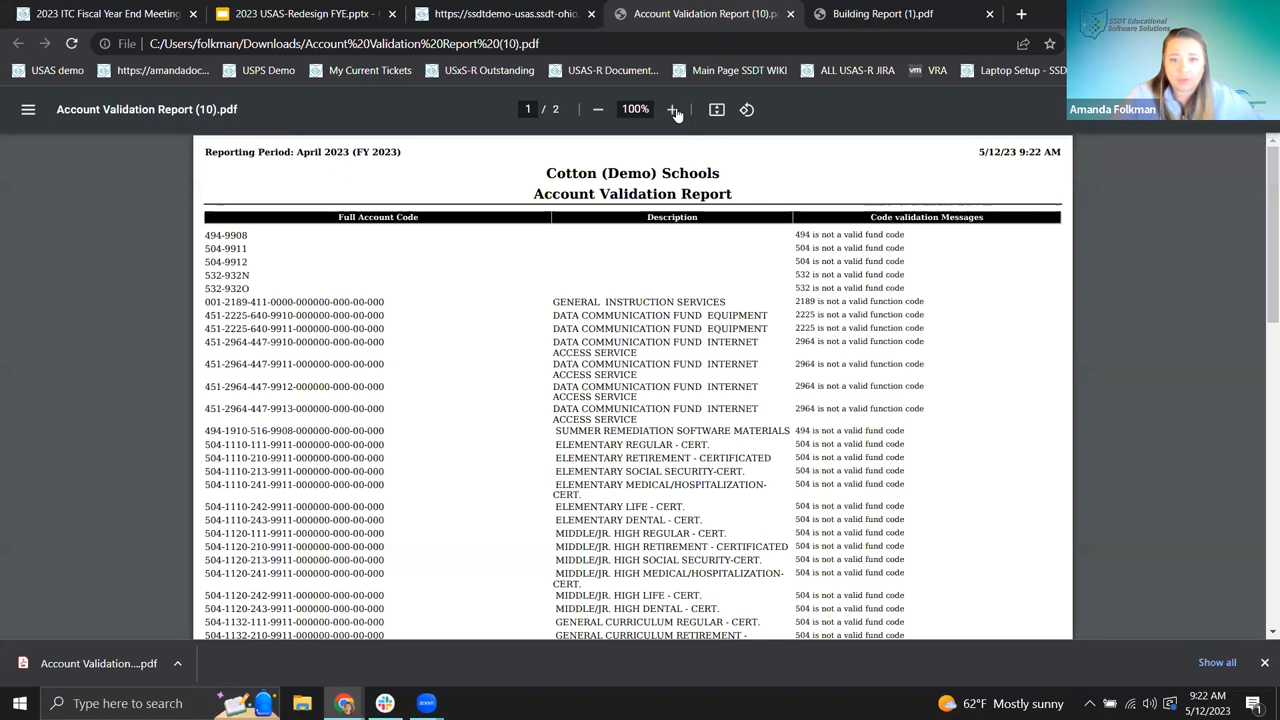 2023 ITC Fiscal Year End Meeting
2023 USAS-Redesign FYE.pptx -
https://ssdtdemo-usas.ssdt-ohio.
Account Validation Report (10).p
Building Report (1).pdf
SSDT Educational
Software Solutions
File
C:/Users/folkman/Downloads/Account%20Validation%20Report%20(10).pdf
USAS demo
https://amandadoc...
USPS Demo
My Current Tickets
USxS-R Outstanding
USAS-R Document...
Main Page SSDT WIKI
ALL USAS-R JIRA
vm VRA
Laptop Setup - SSD
Amanda Folkman
Account Validation Report (10).pdf
1 / 2
100%
Reporting Period: April 2023 (FY 2023)
5/12/23 9:22 AM
Cotton (Demo) Schools
Account Validation Report
Full Account Code Description Code validation Messages
494-9908 494 is not a valid fund code
504-9911 504 is not a valid fund code
504-9912 504 is not a valid fund code
532-932N 532 is not a valid fund code
532-932O 532 is not a valid fund code
001-2189-411-0000-000000-000-00-000 GENERAL INSTRUCTION SERVICES 2189 is not a valid function code
451-2225-640-9910-000000-000-00-000 DATA COMMUNICATION FUND EQUIPMENT 2225 is not a valid function code
451-2225-640-9911-000000-000-00-000 DATA COMMUNICATION FUND EQUIPMENT 2225 is not a valid function code
451-2964-447-9910-000000-000-00-000 DATA COMMUNICATION FUND INTERNET 2964 is not a valid function code
ACCESS SERVICE
451-2964-447-9911-000000-000-00-000 DATA COMMUNICATION FUND INTERNET 2964 is not a valid function code
ACCESS SERVICE
451-2964-447-9912-000000-000-00-000 DATA COMMUNICATION FUND INTERNET 2964 is not a valid function code
ACCESS SERVICE
451-2964-447-9913-000000-000-00-000 DATA COMMUNICATION FUND INTERNET 2964 is not a valid function code
ACCESS SERVICE
494-1910-516-9908-000000-000-00-000 SUMMER REMEDIATION SOFTWARE MATERIALS 494 is not a valid fund code
504-1110-111-9911-000000-000-00-000 ELEMENTARY REGULAR - CERT. 504 is not a valid fund code
504-1110-210-9911-000000-000-00-000 ELEMENTARY RETIREMENT - CERTIFICATED 504 is not a valid fund code
504-1110-213-9911-000000-000-00-000 ELEMENTARY SOCIAL SECURITY-CERT. 504 is not a valid fund code
504-1110-241-9911-000000-000-00-000 ELEMENTARY MEDICAL/HOSPITALIZATION- 504 is not a valid fund code
CERT.
504-1110-242-9911-000000-000-00-000 ELEMENTARY LIFE - CERT. 504 is not a valid fund code
504-1110-243-9911-000000-000-00-000 ELEMENTARY DENTAL - CERT. 504 is not a valid fund code
504-1120-111-9911-000000-000-00-000 MIDDLE/JR. HIGH REGULAR - CERT. 504 is not a valid fund code
504-1120-210-9911-000000-000-00-000 MIDDLE/JR. HIGH RETIREMENT - CERTIFICATED 504 is not a valid fund code
504-1120-213-9911-000000-000-00-000 MIDDLE/JR. HIGH SOCIAL SECURITY-CERT. 504 is not a valid fund code
504-1120-241-9911-000000-000-00-000 MIDDLE/JR. HIGH MEDICAL/HOSPITALIZATION- 504 is not a valid fund code
CERT.
504-1120-242-9911-000000-000-00-000 MIDDLE/JR. HIGH LIFE - CERT. 504 is not a valid fund code
504-1120-243-9911-000000-000-00-000 MIDDLE/JR. HIGH DENTAL - CERT. 504 is not a valid fund code
504-1132-111-9911-000000-000-00-000 GENERAL CURRICULUM REGULAR - CERT. 504 is not a valid fund code
504-1132-210-9911-000000-000-00-000 GENERAL CURRICULUM RETIREMENT - 504 is not a valid fund code
Account Validation....pdf
Show all
Type here to search
62°F Mostly sunny
9:22 AM
5/12/2023